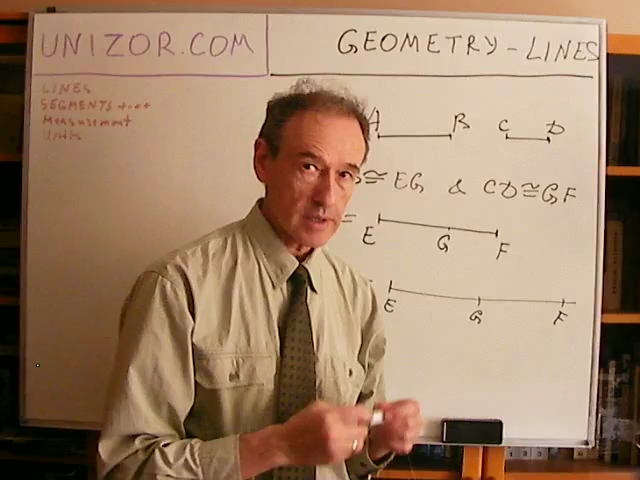 UNIZOR.COM
GEOMETRY - LINES
LINES
SEGMENTS
Measurement
Units
A B C D
≅ EG & CD ≅ GF
=
E G F
E G F